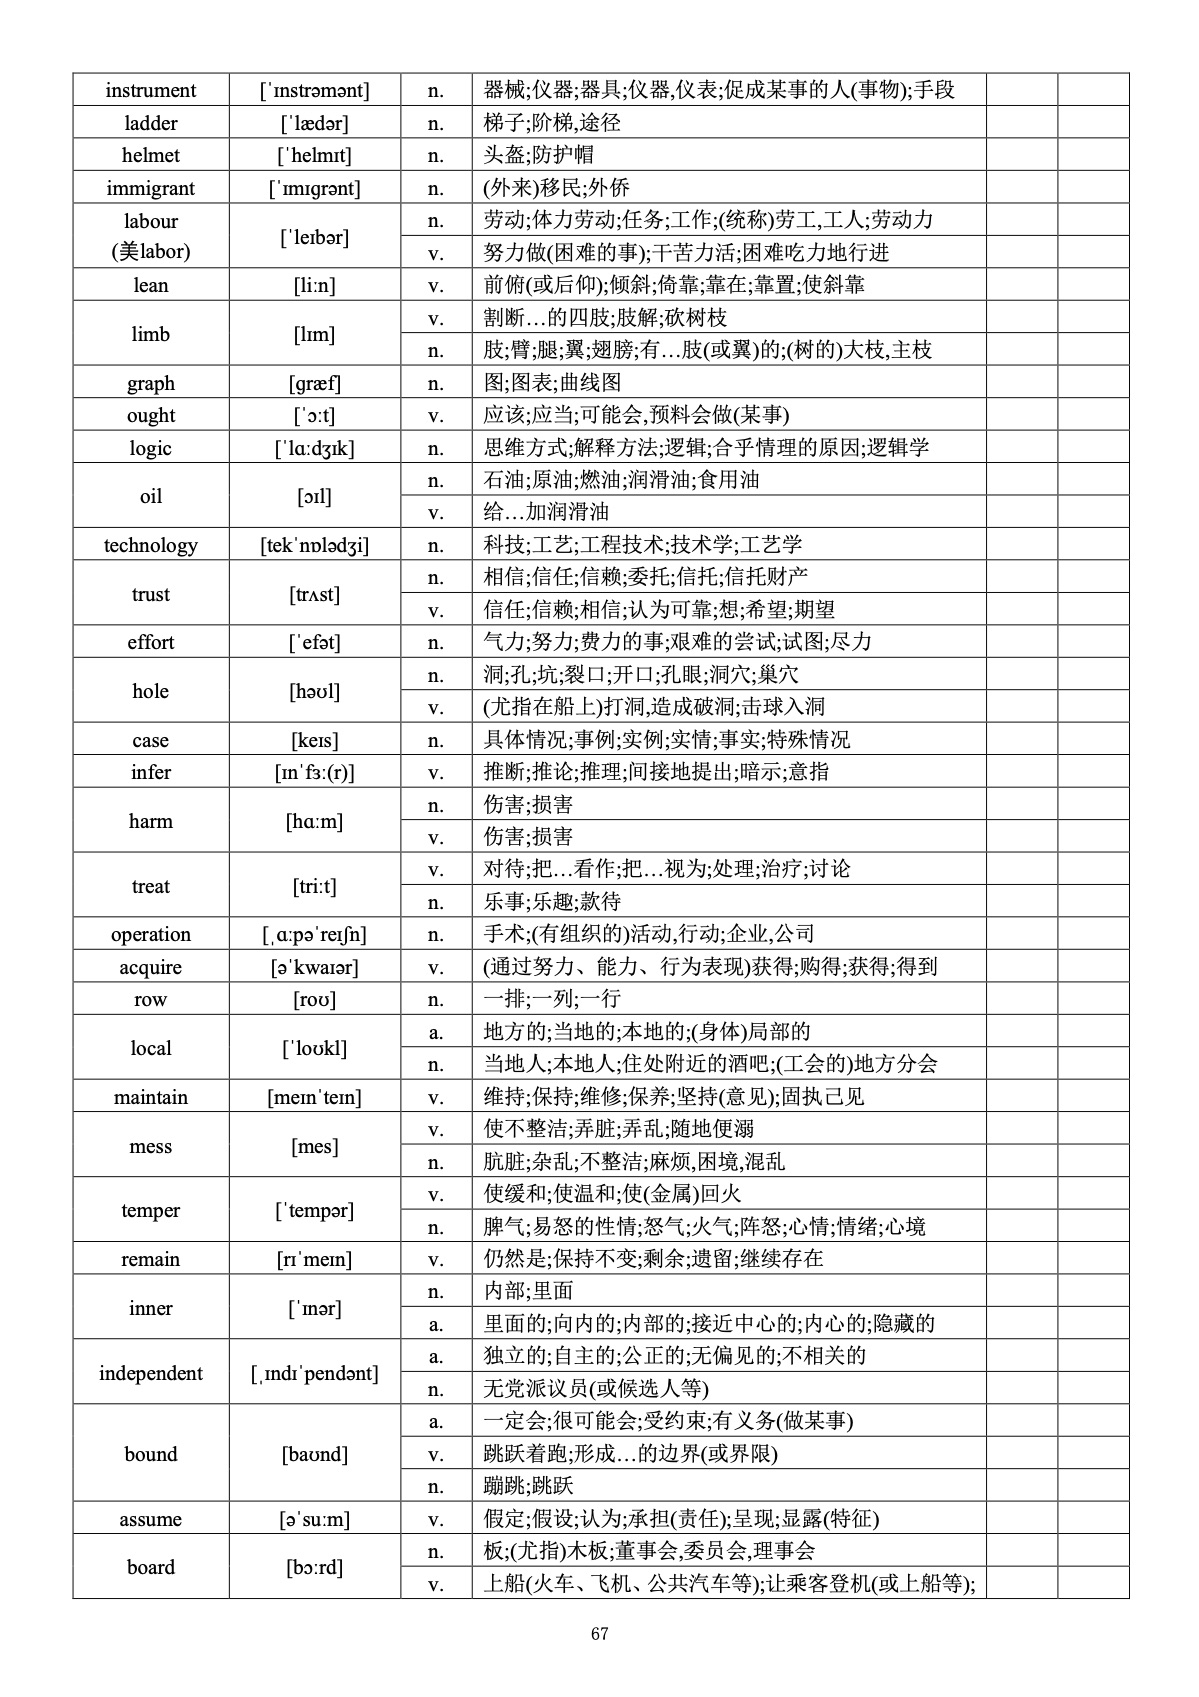 instrument [ˈɪnstrəmənt] n. 器械;仪器;器具;仪器,仪表;促成某事的人(事物);手段
ladder [ˈlædər] n. 梯子;阶梯,途径
helmet [ˈhelmɪt] n. 头盔;防护帽
immigrant [ˈɪmɪɡrənt] n. (外来)移民;外侨
labour (美labor) [ˈleɪbər] n. 劳动;体力劳动;任务;工作;(统称)劳工,工人;劳动力
v. 努力做(困难的事);干苦力活;困难吃力地行进
lean [liːn] v. 前俯(或后仰);倾斜;倚靠;靠在;靠置;使斜靠
limb [lɪm] v. 割断…的四肢;肢解;砍树枝
n. 肢;臂;腿;翼;翅膀;有…肢(或翼)的;(树的)大枝,主枝
graph [ɡræf] n. 图;图表;曲线图
ought [ˈɔːt] v. 应该;应当;可能会,预料会做(某事)
logic [ˈlɑːdʒɪk] n. 思维方式;解释方法;逻辑;合乎情理的原因;逻辑学
oil [ɔɪl] n. 石油;原油;燃油;润滑油;食用油
v. 给…加润滑油
technology [tekˈnɒlədʒi] n. 科技;工艺;工程技术;技术学;工艺学
trust [trʌst] n. 相信;信任;信赖;委托;信托;信托财产
v. 信任;信赖;相信;认为可靠;想;希望;期望
effort [ˈefət] n. 气力;努力;费力的事;艰难的尝试;试图;尽力
hole [həʊl] n. 洞;孔;坑;裂口;开口;孔眼;洞穴;巢穴
v. (尤指在船上)打洞,造成破洞;击球入洞
case [keɪs] n. 具体情况;事例;实例;实情;事实;特殊情况
infer [ɪnˈfɜː(r)] v. 推断;推论;推理;间接地提出;暗示;意指
harm [hɑːm] n. 伤害;损害
v. 伤害;损害
treat [triːt] v. 对待;把…看作;把…视为;处理;治疗;讨论
n. 乐事;乐趣;款待
operation [ˌɑːpəˈreɪʃn] n. 手术;(有组织的)活动,行动;企业,公司
acquire [əˈkwaɪər] v. (通过努力、能力、行为表现)获得;购得;获得;得到
row [roʊ] n. 一排;一列;一行
local [ˈloʊkl] a. 地方的;当地的;本地的;(身体)局部的
n. 当地人;本地人;住处附近的酒吧;(工会的)地方分会
maintain [meɪnˈteɪn] v. 维持;保持;维修;保养;坚持(意见);固执己见
mess [mes] v. 使不整洁;弄脏;弄乱;随地便溺
n. 肮脏;杂乱;不整洁;麻烦,困境,混乱
temper [ˈtempər] v. 使缓和;使温和;使(金属)回火
n. 脾气;易怒的性情;怒气;火气;阵怒;心情;情绪;心境
remain [rɪˈmeɪn] v. 仍然是;保持不变;剩余;遗留;继续存在
inner [ˈɪnər] n. 内部;里面
a. 里面的;向内的;内部的;接近中心的;内心的;隐藏的
independent [ˌɪndɪˈpendənt] a. 独立的;自主的;公正的;无偏见的;不相关的
n. 无党派议员(或候选人等)
bound [baʊnd] a. 一定会;很可能会;受约束;有义务(做某事)
v. 跳跃着跑;形成…的边界(或界限)
n. 蹦跳;跳跃
assume [əˈsuːm] v. 假定;假设;认为;承担(责任);呈现;显露(特征)
board [bɔːrd] n. 板;(尤指)木板;董事会,委员会,理事会
v. 上船(火车、飞机、公共汽车等);让乘客登机(或上船等);
67